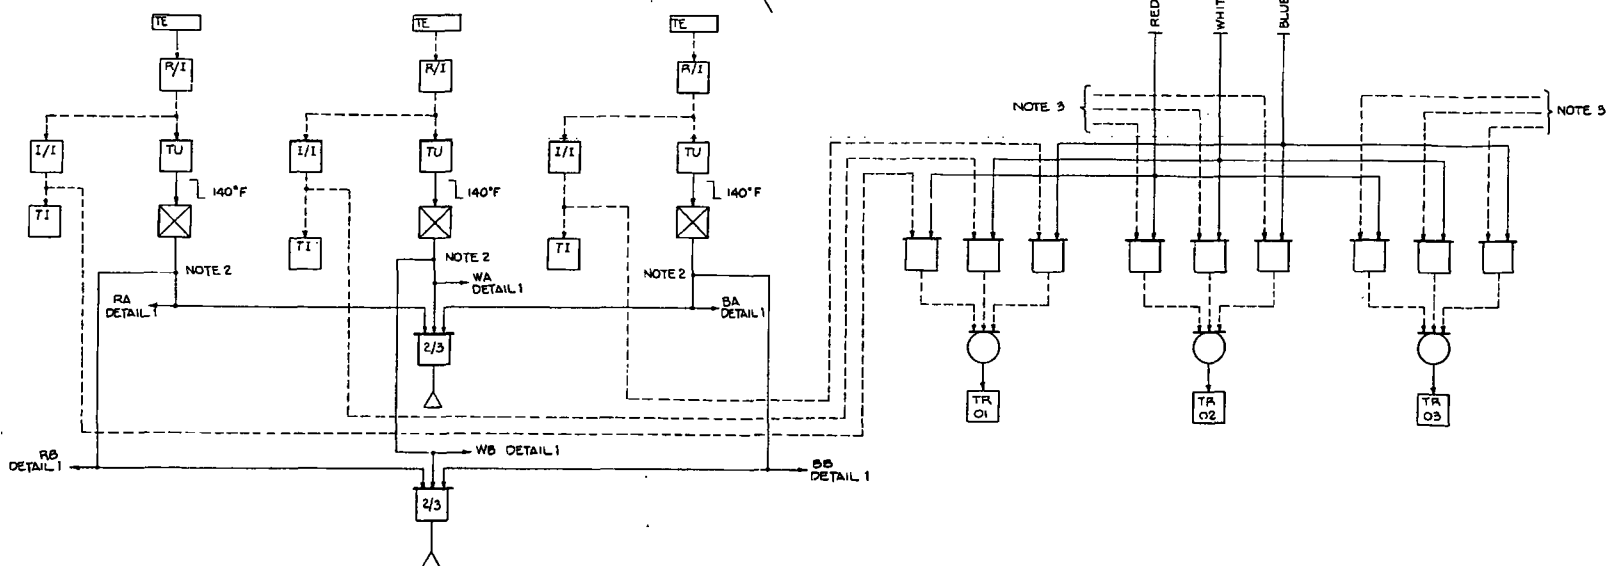 TE
TE
TE
RED
WHIT
BLUE
R/I
R/I
R/I
NOTE 3
NOTE 3
I/I
TU
I/I
TU
I/I
TU
140°F
140°F
140°F
TI
TI
TI
NOTE 2
NOTE 2
NOTE 2
WA
DETAIL 1
RA
DETAIL 1
BA
DETAIL 1
2/3
TR
01
TR
02
TR
03
RB
DETAIL 1
WB DETAIL 1
BB
DETAIL 1
2/3